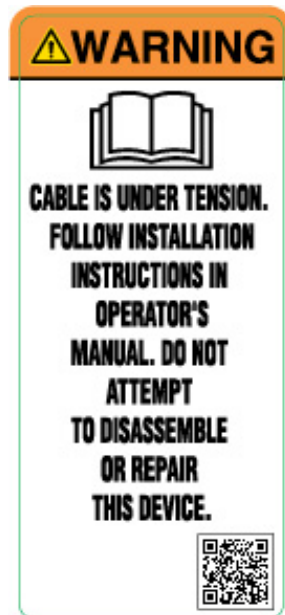 WARNING
CABLE IS UNDER TENSION.
FOLLOW INSTALLATION
INSTRUCTIONS IN
OPERATOR'S
MANUAL. DO NOT
ATTEMPT
TO DISASSEMBLE
OR REPAIR
THIS DEVICE.